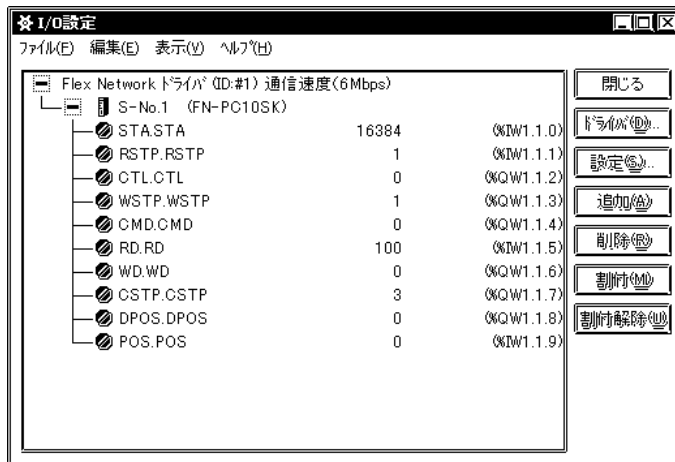 I/O設定
ファイル(F) 編集(E) 表示(V) ヘルプ(H)
Flex Network ドライバ (ID:#1) 通信速度(6Mbps)
S-No.1 (FN-PC10SK)
STA.STA 16384 (%IW1.1.0)
RSTP.RSTP 1 (%IW1.1.1)
CTL.CTL 0 (%QW1.1.2)
WSTP.WSTP 1 (%QW1.1.3)
CMD.CMD 0 (%QW1.1.4)
RD.RD 100 (%IW1.1.5)
WD.WD 0 (%QW1.1.6)
CSTP.CSTP 3 (%QW1.1.7)
DPOS.DPOS 0 (%QW1.1.8)
POS.POS 0 (%IW1.1.9)
閉じる
ドライバ(D)...
設定(S)...
追加(A)
削除(R)
割付(M)
割付解除(U)